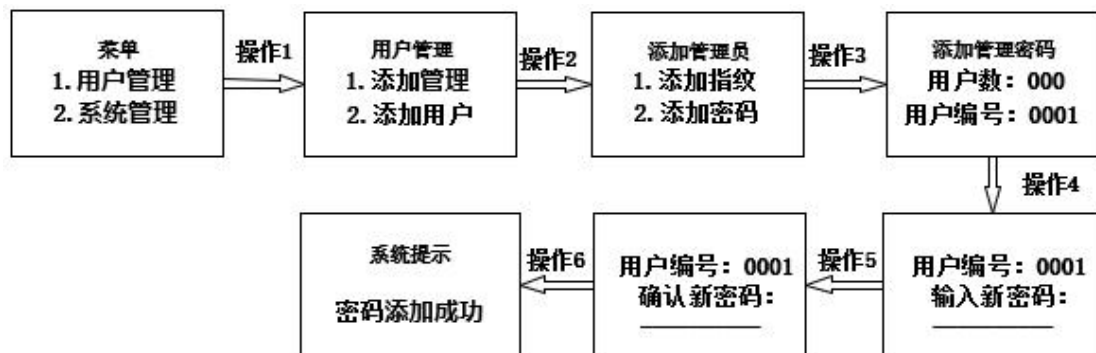 菜单
1.用户管理
2.系统管理
操作1
用户管理
1.添加管理
2.添加用户
操作2
添加管理员
1.添加指纹
2.添加密码
操作3
添加管理密码
用户数：000
用户编号：0001
操作4
用户编号：0001
输入新密码：
操作5
用户编号：0001
确认新密码：
操作6
系统提示
密码添加成功